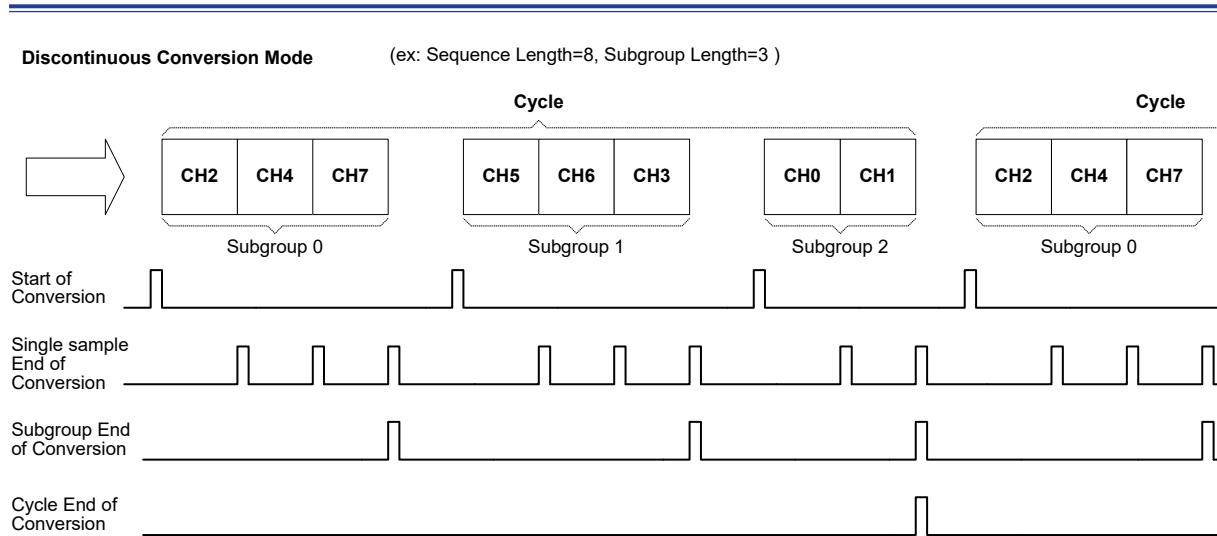 Discontinuous Conversion Mode (ex: Sequence Length=8, Subgroup Length=3 )
Cycle Cycle
CH2 CH4 CH7 CH5 CH6 CH3 CH0 CH1 CH2 CH4 CH7
Subgroup 0 Subgroup 1 Subgroup 2 Subgroup 0
Start of
Conversion
Single sample
End of
Conversion
Subgroup End
of Conversion
Cycle End of
Conversion